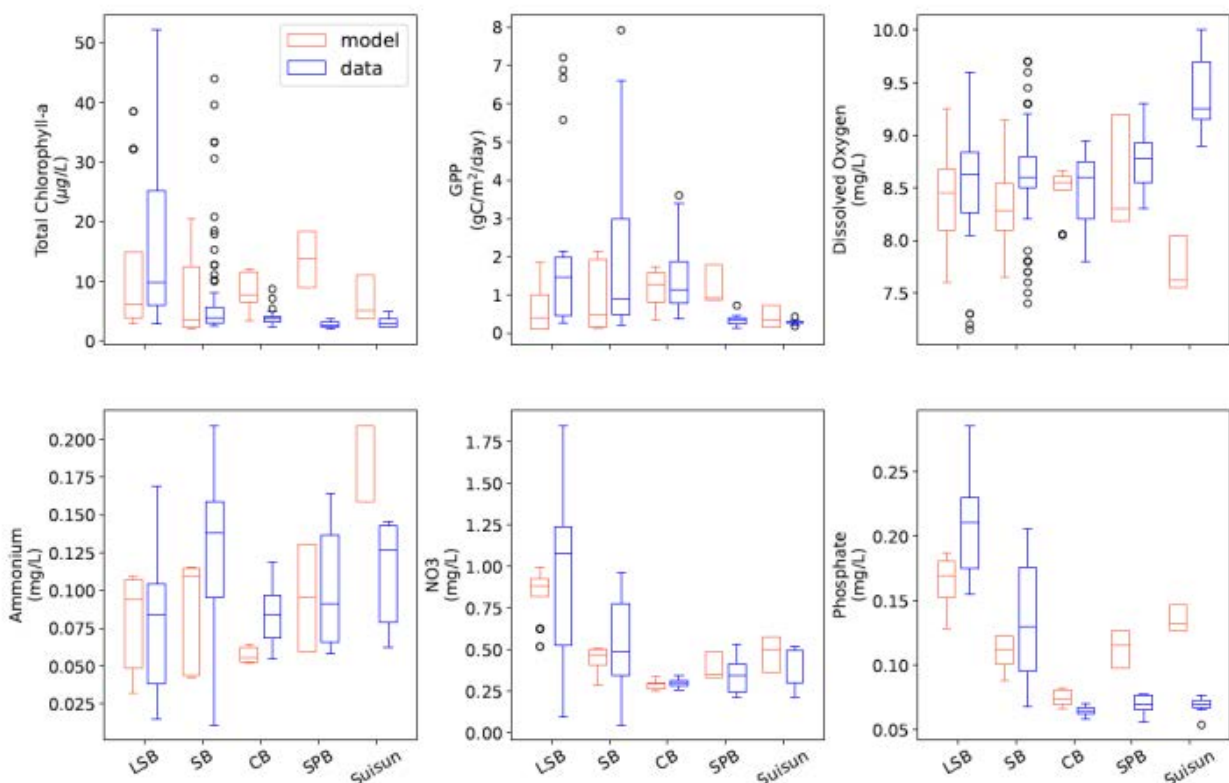 50
40
30
20
10
0
Total Chlorophyll-a
(µg/L)
model
data
8
7
6
5
4
3
2
1
0
GPP
(gC/m²/day)
10.0
9.5
9.0
8.5
8.0
7.5
Dissolved Oxygen
(mg/L)
0.200
0.175
0.150
0.125
0.100
0.075
0.050
0.025
Ammonium
(mg/L)
LSB
SB
CB
SPB
Suisun
1.75
1.50
1.25
1.00
0.75
0.50
0.25
0.00
NO3
(mg/L)
LSB
SB
CB
SPB
Suisun
0.25
0.20
0.15
0.10
0.05
Phosphate
(mg/L)
LSB
SB
CB
SPB
Suisun